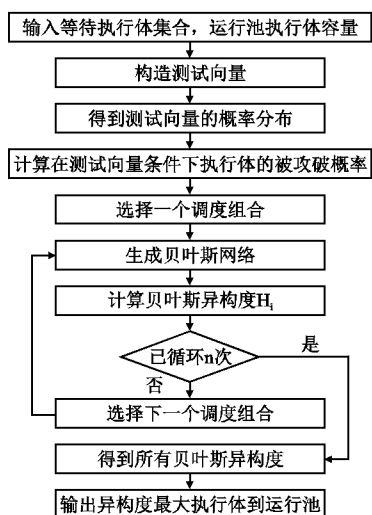 输入等待执行体集合，运行池执行体容量
构造测试向量
得到测试向量的概率分布
计算在测试向量条件下执行体的被攻破概率
选择一个调度组合
生成贝叶斯网络
计算贝叶斯异构度Hi
已循环n次
是
否
选择下一个调度组合
得到所有贝叶斯异构度
输出异构度最大执行体到运行池